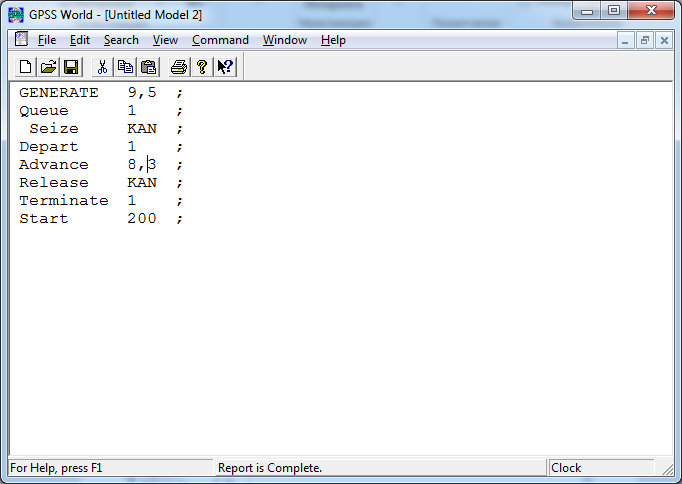 GPSS World - [Untitled Model 2]
File Edit Search View Command Window Help
GENERATE 9,5 ;
Queue 1 ;
Seize KAN ;
Depart 1 ;
Advance 8,3 ;
Release KAN ;
Terminate 1 ;
Start 200 ;
For Help, press F1 Report is Complete. Clock